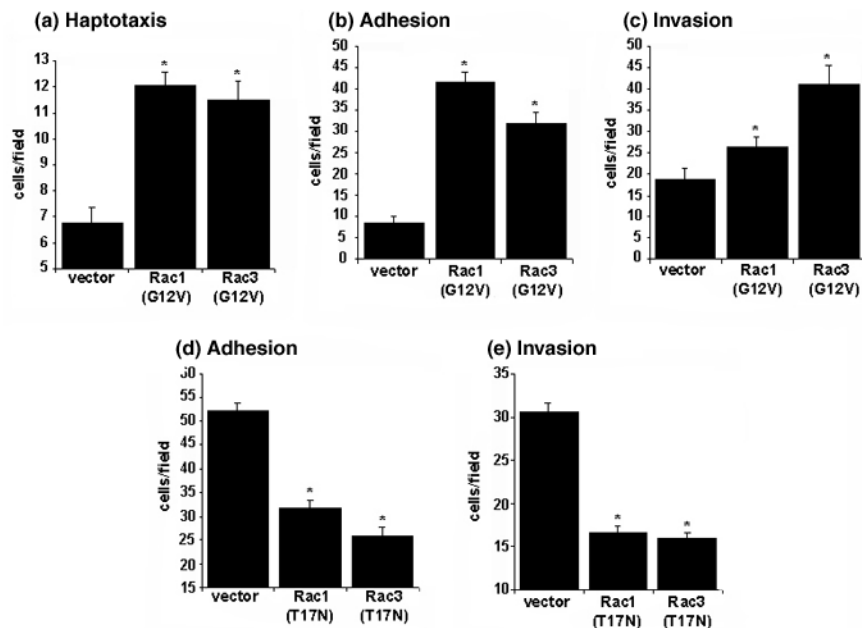 (a) Haptotaxis
cells/field
13
12
11
10
9
8
7
6
5
vector
Rac1
(G12V)
Rac3
(G12V)
(b) Adhesion
cells/field
50
45
40
35
30
25
20
15
10
5
0
vector
Rac1
(G12V)
Rac3
(G12V)
(c) Invasion
cells/field
50
45
40
35
30
25
20
15
10
5
0
vector
Rac1
(G12V)
Rac3
(G12V)
(d) Adhesion
cells/field
60
55
50
45
40
35
30
25
20
15
vector
Rac1
(T17N)
Rac3
(T17N)
(e) Invasion
cells/field
35
30
25
20
15
10
vector
Rac1
(T17N)
Rac3
(T17N)